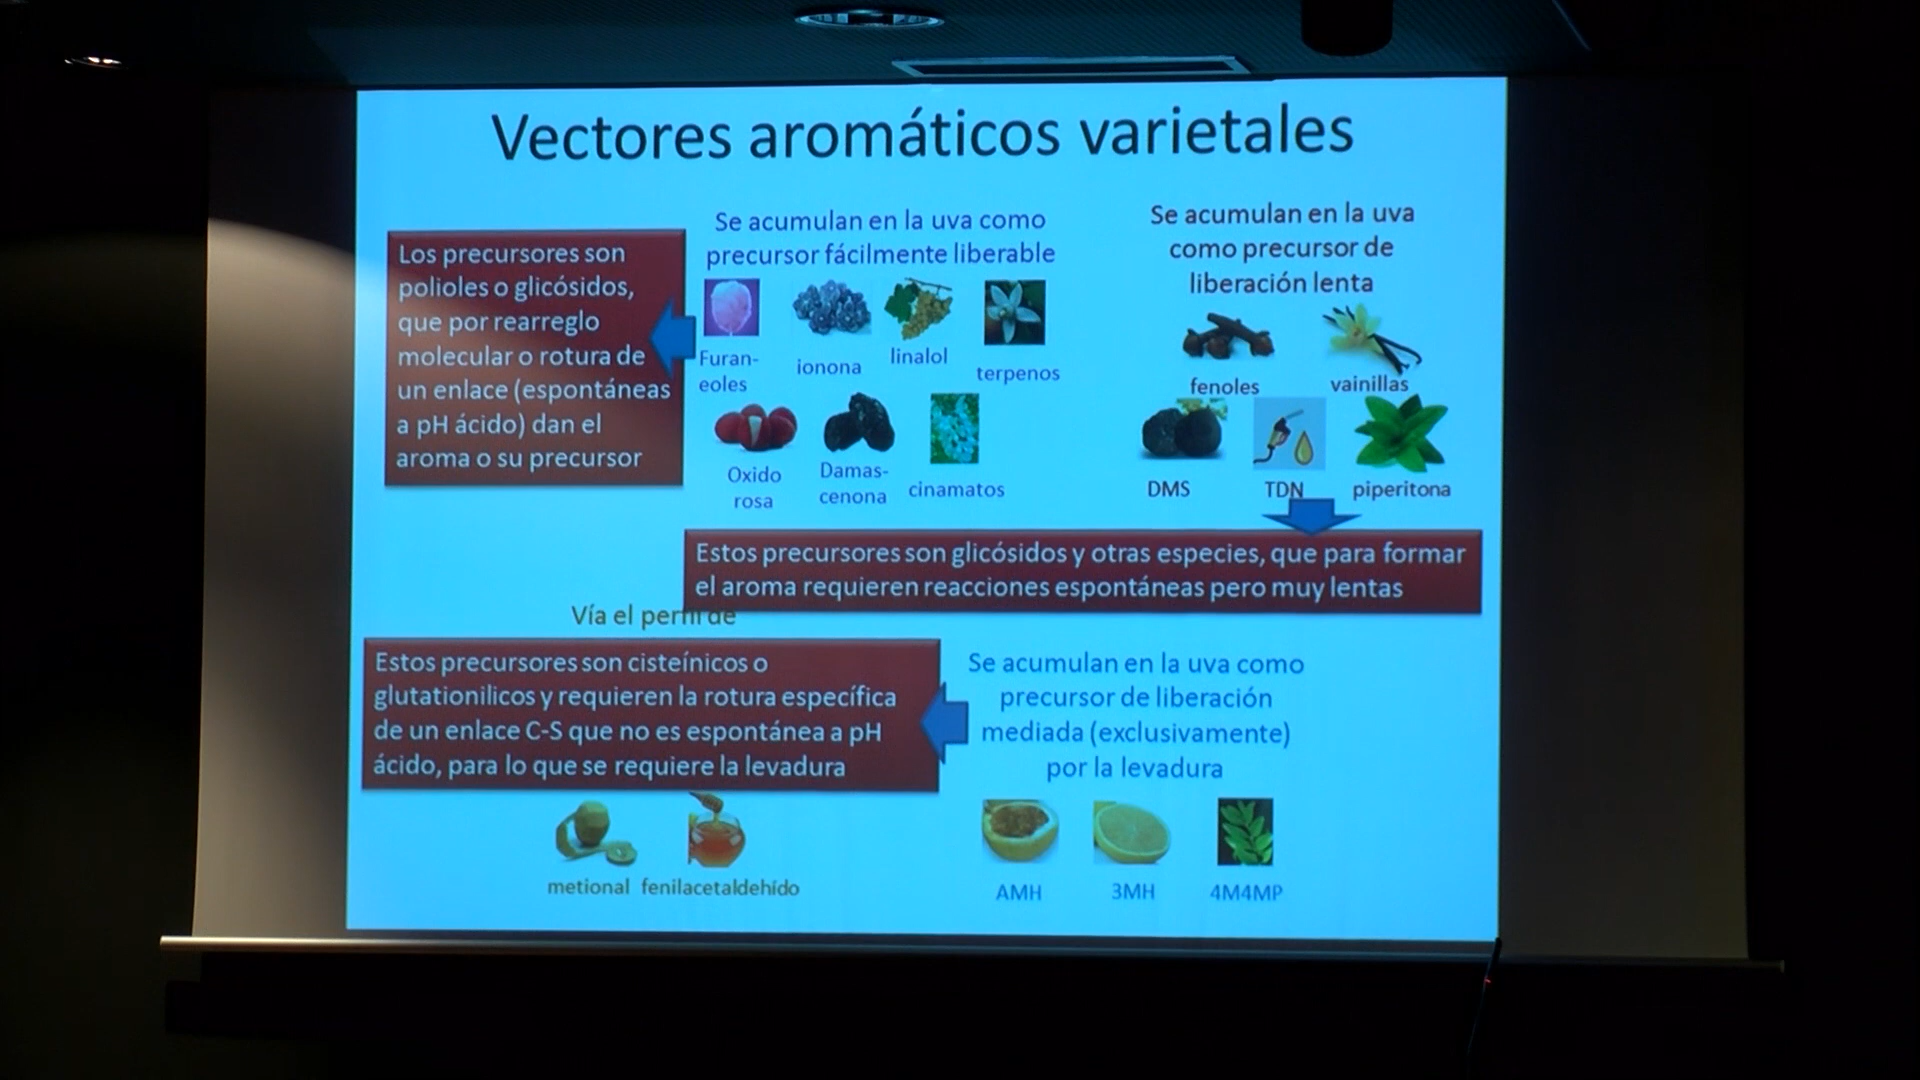 Vectores aromáticos varietales
Los precursores son
polioles o glicósidos,
que por rearreglo
molecular o rotura de
un enlace (espontáneas
a pH ácido) dan el
aroma o su precursor
Se acumulan en la uva como
precursor fácilmente liberable
Furan-
eoles
ionona
linalol
terpenos
Oxido
rosa
Damas-
cenona
cinamatos
Se acumulan en la uva
como precursor de
liberación lenta
fenoles
vainillas
DMS
TDN
piperitona
Estos precursores son glicósidos y otras especies, que para formar
el aroma requieren reacciones espontáneas pero muy lentas
Vía el perfil de
Estos precursores son cisteínicos o
glutationilicos y requieren la rotura específica
de un enlace C-S que no es espontánea a pH
ácido, para lo que se requiere la levadura
metional fenilacetaldehído
Se acumulan en la uva como
precursor de liberación
mediada (exclusivamente)
por la levadura
AMH
3MH
4M4MP